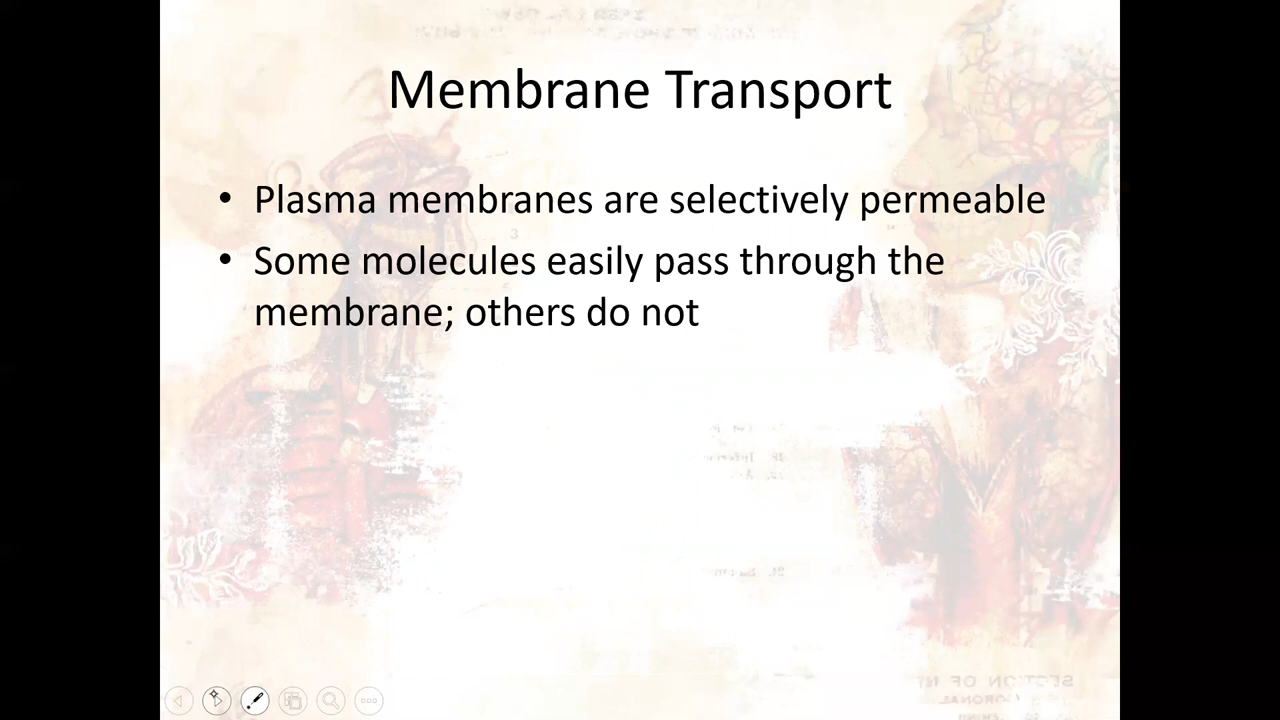 Membrane Transport
• Plasma membranes are selectively permeable
• Some molecules easily pass through the
membrane; others do not